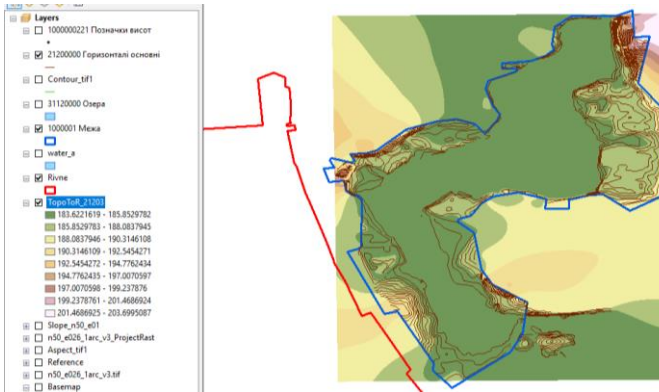 Layers
1000000221 Позначки висот
21200000 Горизонталі основні
Contour_tif1
31120000 Озера
1000001 Межа
water_a
Rivne
TopoToR_21203
183.6221619 - 185.8529782
185.8529783 - 188.0837945
188.0837946 - 190.3146108
190.3146109 - 192.5454271
192.5454272 - 194.7762434
194.7762435 - 197.0070597
197.0070598 - 199.237876
199.2378761 - 201.4686924
201.4686925 - 203.6995087
Slope_n50_e01
n50_e026_1arc_v3_ProjectRast
Aspect_tif1
Reference
n50_e026_1arc_v3.tif
Basemap